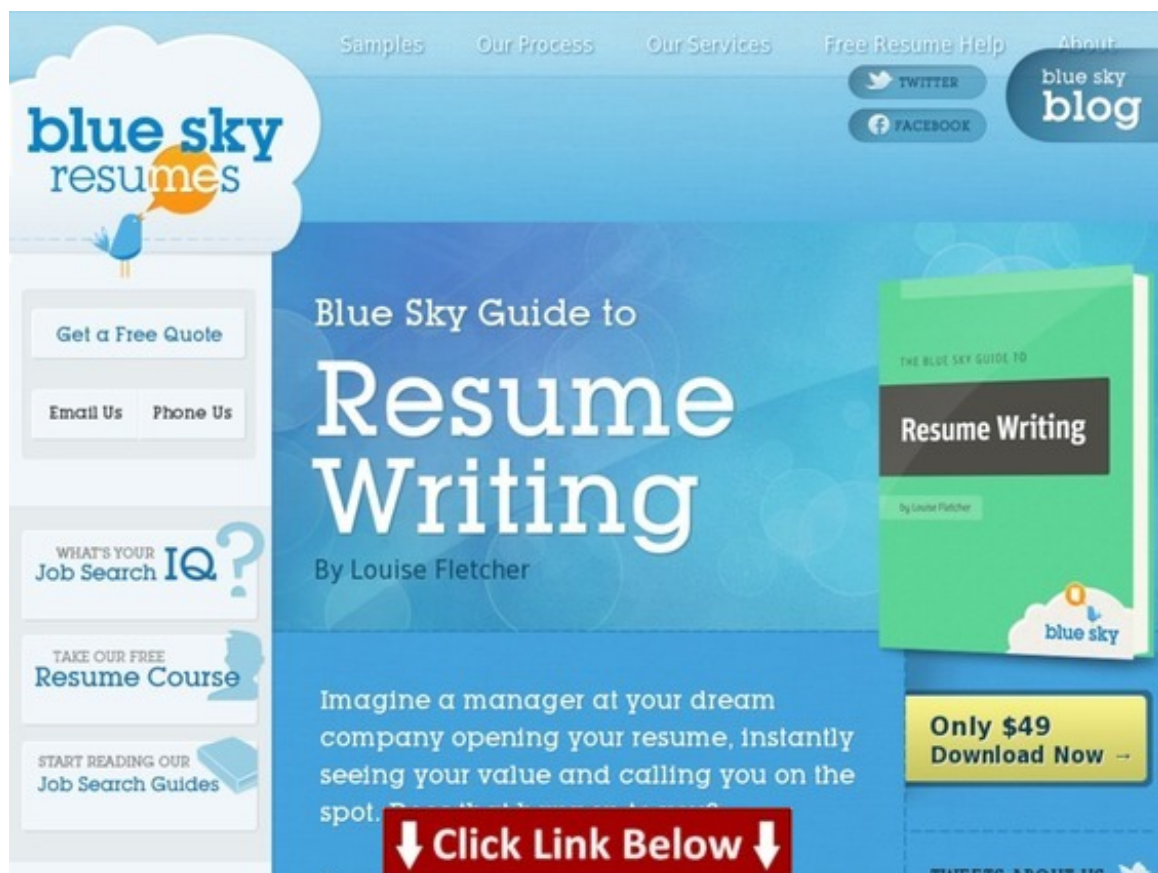 Samples Our Process Our Services Free Resume Help About
TWITTER
FACEBOOK
blue sky
blog
blue sky
resumes
Get a Free Quote
Email Us Phone Us
WHAT'S YOUR
Job Search IQ ?
TAKE OUR FREE
Resume Course
START READING OUR
Job Search Guides
Blue Sky Guide to
Resume
Writing
By Louise Fletcher
THE BLUE SKY GUIDE TO
Resume Writing
by Louise Fletcher
blue sky
Imagine a manager at your dream
company opening your resume, instantly
seeing your value and calling you on the
spot.
Only $49
Download Now →
Click Link Below
TWEETS ABOUT US